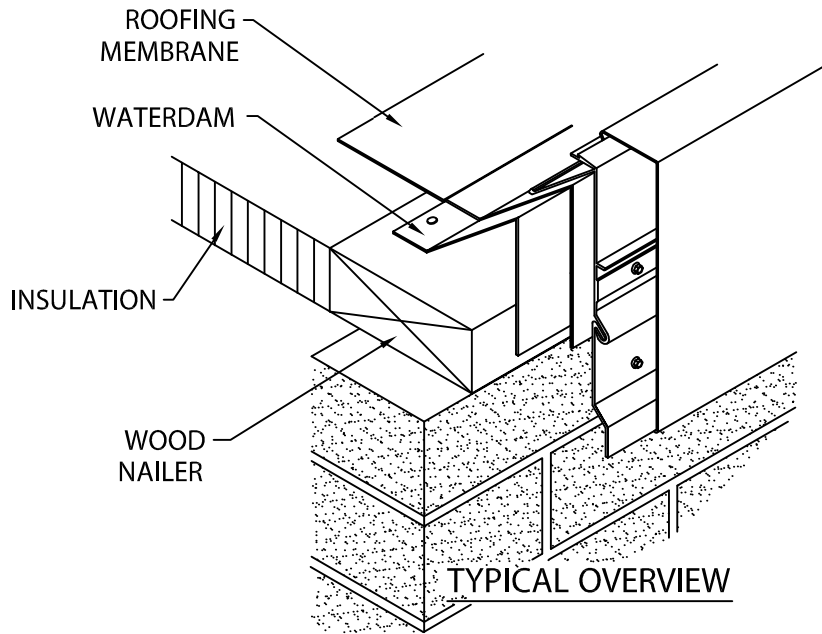 ROOFING
MEMBRANE
WATERDAM
INSULATION
WOOD
NAILER
TYPICAL OVERVIEW